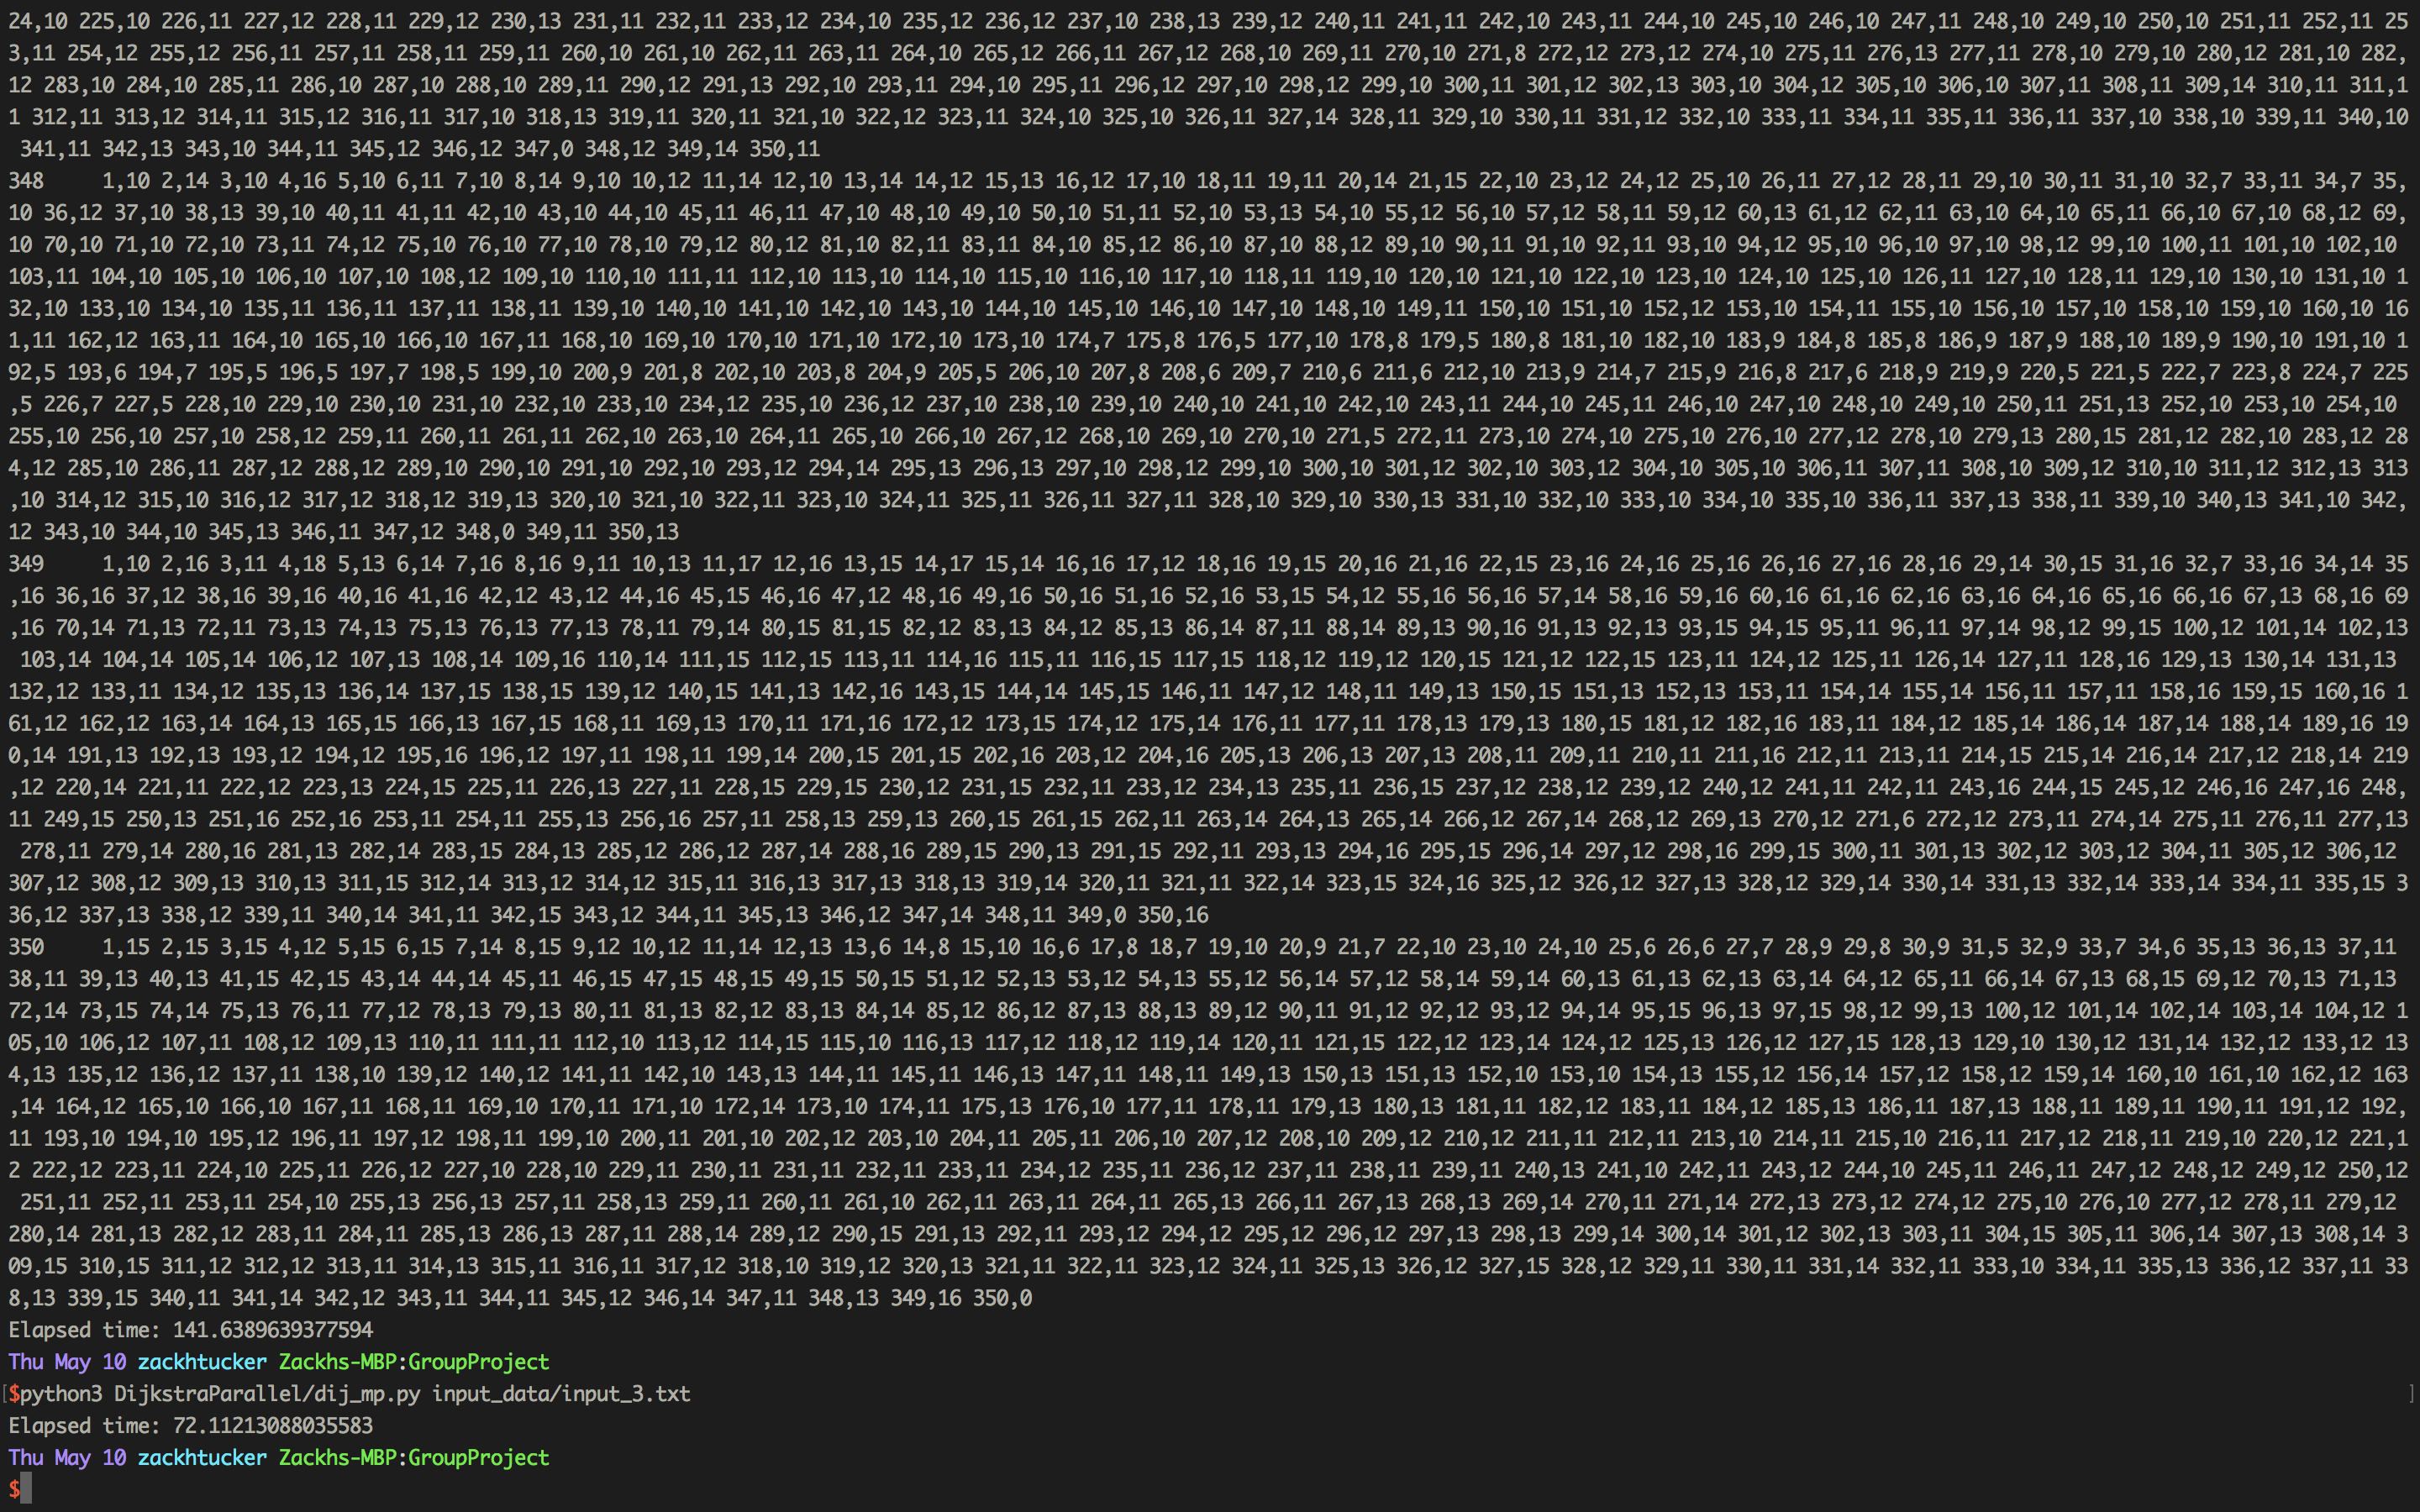 24,10 225,10 226,11 227,12 228,11 229,12 230,13 231,11 232,11 233,12 234,10 235,12 236,12 237,10 238,13 239,12 240,11 241,11 242,10 243,11 244,10 245,10 246,10 247,11 248,10 249,10 250,10 251,11 252,11 25
3,11 254,12 255,12 256,11 257,11 258,11 259,11 260,10 261,10 262,11 263,11 264,10 265,12 266,11 267,12 268,10 269,11 270,10 271,8 272,12 273,12 274,10 275,11 276,13 277,11 278,10 279,10 280,12 281,10 282,
12 283,10 284,10 285,11 286,10 287,10 288,10 289,11 290,12 291,13 292,10 293,11 294,10 295,11 296,12 297,10 298,12 299,10 300,11 301,12 302,13 303,10 304,12 305,10 306,10 307,11 308,11 309,14 310,11 311,1
1 312,11 313,12 314,11 315,12 316,11 317,10 318,13 319,11 320,11 321,10 322,12 323,11 324,10 325,10 326,11 327,14 328,11 329,10 330,11 331,12 332,10 333,11 334,11 335,11 336,11 337,10 338,10 339,11 340,10
341,11 342,13 343,10 344,11 345,12 346,12 347,0 348,12 349,14 350,11
348 1,10 2,14 3,10 4,16 5,10 6,11 7,10 8,14 9,10 10,12 11,14 12,10 13,14 14,12 15,13 16,12 17,10 18,11 19,11 20,14 21,15 22,10 23,12 24,12 25,10 26,11 27,12 28,11 29,10 30,11 31,10 32,7 33,11 34,7 35,
10 36,12 37,10 38,13 39,10 40,11 41,11 42,10 43,10 44,10 45,11 46,11 47,10 48,10 49,10 50,10 51,11 52,10 53,13 54,10 55,12 56,10 57,12 58,11 59,12 60,13 61,12 62,11 63,10 64,10 65,11 66,10 67,10 68,12 69,
10 70,10 71,10 72,10 73,11 74,12 75,10 76,10 77,10 78,10 79,12 80,12 81,10 82,11 83,11 84,10 85,12 86,10 87,10 88,12 89,10 90,11 91,10 92,11 93,10 94,12 95,10 96,10 97,10 98,12 99,10 100,11 101,10 102,10
103,11 104,10 105,10 106,10 107,10 108,12 109,10 110,10 111,11 112,10 113,10 114,10 115,10 116,10 117,10 118,11 119,10 120,10 121,10 122,10 123,10 124,10 125,10 126,11 127,10 128,11 129,10 130,10 131,10 1
32,10 133,10 134,10 135,11 136,11 137,11 138,11 139,10 140,10 141,10 142,10 143,10 144,10 145,10 146,10 147,10 148,10 149,11 150,10 151,10 152,12 153,10 154,11 155,10 156,10 157,10 158,10 159,10 160,10 16
1,11 162,12 163,11 164,10 165,10 166,10 167,11 168,10 169,10 170,10 171,10 172,10 173,10 174,7 175,8 176,5 177,10 178,8 179,5 180,8 181,10 182,10 183,9 184,8 185,8 186,9 187,9 188,10 189,9 190,10 191,10 1
92,5 193,6 194,7 195,5 196,5 197,7 198,5 199,10 200,9 201,8 202,10 203,8 204,9 205,5 206,10 207,8 208,6 209,7 210,6 211,6 212,10 213,9 214,7 215,9 216,8 217,6 218,9 219,9 220,5 221,5 222,7 223,8 224,7 225
,5 226,7 227,5 228,10 229,10 230,10 231,10 232,10 233,10 234,12 235,10 236,12 237,10 238,10 239,10 240,10 241,10 242,10 243,11 244,10 245,11 246,10 247,10 248,10 249,10 250,11 251,13 252,10 253,10 254,10
255,10 256,10 257,10 258,12 259,11 260,11 261,11 262,10 263,10 264,11 265,10 266,10 267,12 268,10 269,10 270,10 271,5 272,11 273,10 274,10 275,10 276,10 277,12 278,10 279,13 280,15 281,12 282,10 283,12 28
4,12 285,10 286,11 287,12 288,12 289,10 290,10 291,10 292,10 293,12 294,14 295,13 296,13 297,10 298,12 299,10 300,10 301,12 302,10 303,12 304,10 305,10 306,11 307,11 308,10 309,12 310,10 311,12 312,13 313
,10 314,12 315,10 316,12 317,12 318,12 319,13 320,10 321,10 322,11 323,10 324,11 325,11 326,11 327,11 328,10 329,10 330,13 331,10 332,10 333,10 334,10 335,10 336,11 337,13 338,11 339,10 340,13 341,10 342,
12 343,10 344,10 345,13 346,11 347,12 348,0 349,11 350,13
349 1,10 2,16 3,11 4,18 5,13 6,14 7,16 8,16 9,11 10,13 11,17 12,16 13,15 14,17 15,14 16,16 17,12 18,16 19,15 20,16 21,16 22,15 23,16 24,16 25,16 26,16 27,16 28,16 29,14 30,15 31,16 32,7 33,16 34,14 35
,16 36,16 37,12 38,16 39,16 40,16 41,16 42,12 43,12 44,16 45,15 46,16 47,12 48,16 49,16 50,16 51,16 52,16 53,15 54,12 55,16 56,16 57,14 58,16 59,16 60,16 61,16 62,16 63,16 64,16 65,16 66,16 67,13 68,16 69
,16 70,14 71,13 72,11 73,13 74,13 75,13 76,13 77,13 78,11 79,14 80,15 81,15 82,12 83,13 84,12 85,13 86,14 87,11 88,14 89,13 90,16 91,13 92,13 93,15 94,15 95,11 96,11 97,14 98,12 99,15 100,12 101,14 102,13
103,14 104,14 105,14 106,12 107,13 108,14 109,16 110,14 111,15 112,15 113,11 114,16 115,11 116,15 117,15 118,12 119,12 120,15 121,12 122,15 123,11 124,12 125,11 126,14 127,11 128,16 129,13 130,14 131,13
132,12 133,11 134,12 135,13 136,14 137,15 138,15 139,12 140,15 141,13 142,16 143,15 144,14 145,15 146,11 147,12 148,11 149,13 150,15 151,13 152,13 153,11 154,14 155,14 156,11 157,11 158,16 159,15 160,16 1
61,12 162,12 163,14 164,13 165,15 166,13 167,15 168,11 169,13 170,11 171,16 172,12 173,15 174,12 175,14 176,11 177,11 178,13 179,13 180,15 181,12 182,16 183,11 184,12 185,14 186,14 187,14 188,14 189,16 19
0,14 191,13 192,13 193,12 194,12 195,16 196,12 197,11 198,11 199,14 200,15 201,15 202,16 203,12 204,16 205,13 206,13 207,13 208,11 209,11 210,11 211,16 212,11 213,11 214,15 215,14 216,14 217,12 218,14 219
,12 220,14 221,11 222,12 223,13 224,15 225,11 226,13 227,11 228,15 229,15 230,12 231,15 232,11 233,12 234,13 235,11 236,15 237,12 238,12 239,12 240,12 241,11 242,11 243,16 244,15 245,12 246,16 247,16 248,
11 249,15 250,13 251,16 252,16 253,11 254,11 255,13 256,16 257,11 258,13 259,13 260,15 261,15 262,11 263,14 264,13 265,14 266,12 267,14 268,12 269,13 270,12 271,6 272,12 273,11 274,14 275,11 276,11 277,13
278,11 279,14 280,16 281,13 282,14 283,15 284,13 285,12 286,12 287,14 288,16 289,15 290,13 291,15 292,11 293,13 294,16 295,15 296,14 297,12 298,16 299,15 300,11 301,13 302,12 303,12 304,11 305,12 306,12
307,12 308,12 309,13 310,13 311,15 312,14 313,12 314,12 315,11 316,13 317,13 318,13 319,14 320,11 321,11 322,14 323,15 324,16 325,12 326,12 327,13 328,12 329,14 330,14 331,13 332,14 333,14 334,11 335,15 3
36,12 337,13 338,12 339,11 340,14 341,11 342,15 343,12 344,11 345,13 346,12 347,14 348,11 349,0 350,16
350 1,15 2,15 3,15 4,12 5,15 6,15 7,14 8,15 9,12 10,12 11,14 12,13 13,6 14,8 15,10 16,6 17,8 18,7 19,10 20,9 21,7 22,10 23,10 24,10 25,6 26,6 27,7 28,9 29,8 30,9 31,5 32,9 33,7 34,6 35,13 36,13 37,11
38,11 39,13 40,13 41,15 42,15 43,14 44,14 45,11 46,15 47,15 48,15 49,15 50,15 51,12 52,13 53,12 54,13 55,12 56,14 57,12 58,14 59,14 60,13 61,13 62,13 63,14 64,12 65,11 66,14 67,13 68,15 69,12 70,13 71,13
72,14 73,15 74,14 75,13 76,11 77,12 78,13 79,13 80,11 81,13 82,12 83,13 84,14 85,12 86,12 87,13 88,13 89,12 90,11 91,12 92,12 93,12 94,14 95,15 96,13 97,15 98,12 99,13 100,12 101,14 102,14 103,14 104,12 1
05,10 106,12 107,11 108,12 109,13 110,11 111,11 112,10 113,12 114,15 115,10 116,13 117,12 118,12 119,14 120,11 121,15 122,12 123,14 124,12 125,13 126,12 127,15 128,13 129,10 130,12 131,14 132,12 133,12 13
4,13 135,12 136,12 137,11 138,10 139,12 140,12 141,11 142,10 143,13 144,11 145,11 146,13 147,11 148,11 149,13 150,13 151,13 152,10 153,10 154,13 155,12 156,14 157,12 158,12 159,14 160,10 161,10 162,12 163
,14 164,12 165,10 166,10 167,11 168,11 169,10 170,11 171,10 172,14 173,10 174,11 175,13 176,10 177,11 178,11 179,13 180,13 181,11 182,12 183,11 184,12 185,13 186,11 187,13 188,11 189,11 190,11 191,12 192,
11 193,10 194,10 195,12 196,11 197,12 198,11 199,10 200,11 201,10 202,12 203,10 204,11 205,11 206,10 207,12 208,10 209,12 210,12 211,11 212,11 213,10 214,11 215,10 216,11 217,12 218,11 219,10 220,12 221,1
2 222,12 223,11 224,10 225,11 226,12 227,10 228,10 229,11 230,11 231,11 232,11 233,11 234,12 235,11 236,12 237,11 238,11 239,11 240,13 241,10 242,11 243,12 244,10 245,11 246,11 247,12 248,12 249,12 250,12
251,11 252,11 253,11 254,10 255,13 256,13 257,11 258,13 259,11 260,11 261,10 262,11 263,11 264,11 265,13 266,11 267,13 268,13 269,14 270,11 271,14 272,13 273,12 274,12 275,10 276,10 277,12 278,11 279,12
280,14 281,13 282,12 283,11 284,11 285,13 286,13 287,11 288,14 289,12 290,15 291,13 292,11 293,12 294,12 295,12 296,12 297,13 298,13 299,14 300,14 301,12 302,13 303,11 304,15 305,11 306,14 307,13 308,14 3
09,15 310,15 311,12 312,12 313,11 314,13 315,11 316,11 317,12 318,10 319,12 320,13 321,11 322,11 323,12 324,11 325,13 326,12 327,15 328,12 329,11 330,11 331,14 332,11 333,10 334,11 335,13 336,12 337,11 33
8,13 339,15 340,11 341,14 342,12 343,11 344,11 345,12 346,14 347,11 348,13 349,16 350,0
Elapsed time: 141.6389639377594
Thu May 10 zackhtucker Zackhs-MBP:GroupProject
[$python3 DijkstraParallel/dij_mp.py input_data/input_3.txt ]
Elapsed time: 72.11213088035583
Thu May 10 zackhtucker Zackhs-MBP:GroupProject
$